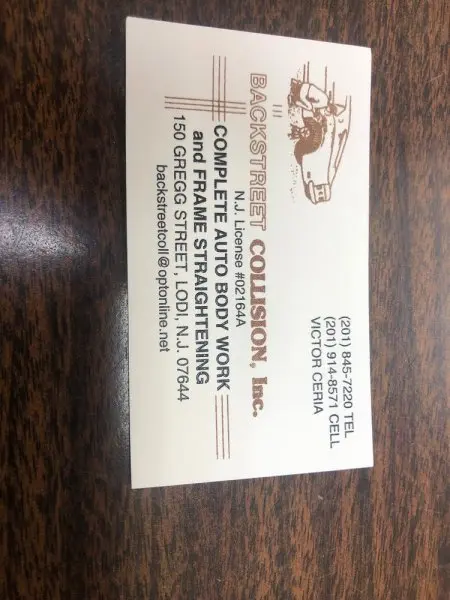 (201) 845-7220 TEL
(201) 914-8571 CELL
VICTOR CERIA
BACKSTREET COLLISION, Inc.
N.J. License #02164A
COMPLETE AUTO BODY WORK
and FRAME STRAIGHTENING
150 GREGG STREET, LODI, N.J. 07644
backstreetcoll@optonline.net